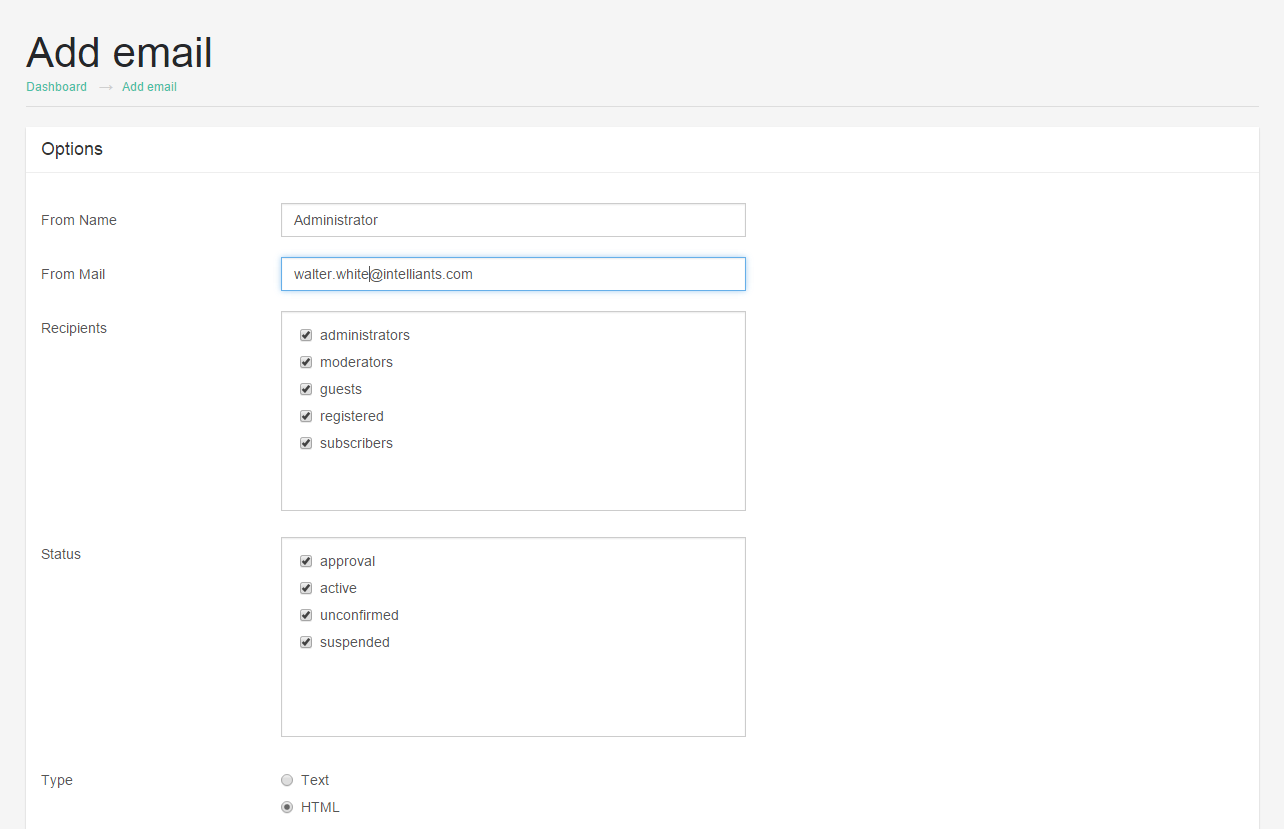 Add email
Dashboard → Add email
Options
From Name Administrator
From Mail walter.white@intelliants.com
Recipients administrators
moderators
guests
registered
subscribers
Status approval
active
unconfirmed
suspended
Type Text
HTML